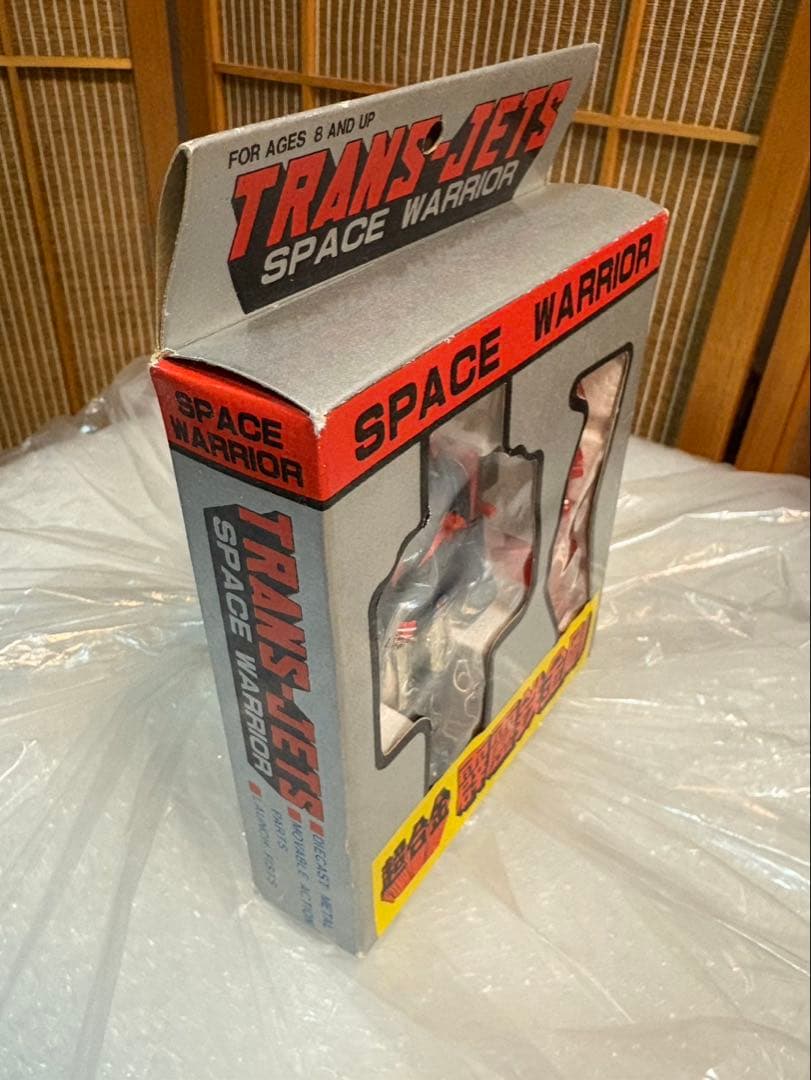 FOR AGES 8 AND UP
TRANS-JETS
SPACE WARRIOR
SPACE WARRIOR
SPACE
WARRIOR
TRANS-JETS
SPACE WARRIOR
DIECAST METAL
MOVABLE ACTION
PARTS
LAUNCH FISTS
超合金